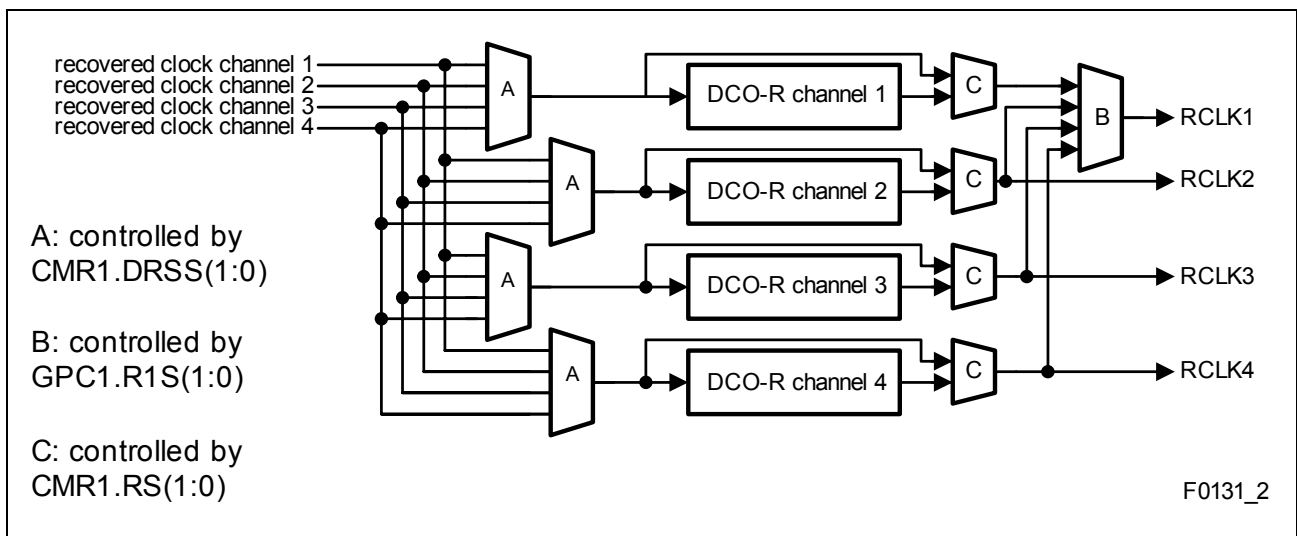 recovered clock channel 1
recovered clock channel 2
recovered clock channel 3
recovered clock channel 4
A
DCO-R channel 1
C
B
RCLK1
A
DCO-R channel 2
C
RCLK2
A: controlled by
CMR1.DRSS(1:0)
A
DCO-R channel 3
C
RCLK3
B: controlled by
GPC1.R1S(1:0)
A
DCO-R channel 4
C
RCLK4
C: controlled by
CMR1.RS(1:0)
F0131_2